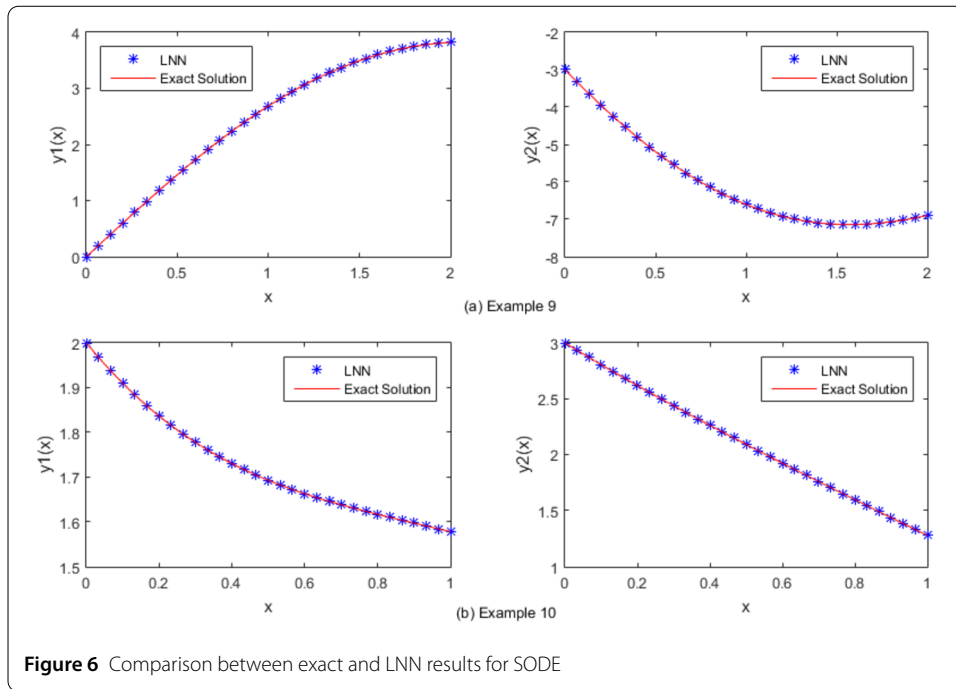 4
3
2
1
0
y1(x)
LNN
Exact Solution
0
0.5
1
1.5
2
x
-2
-3
-4
-5
-6
-7
-8
y2(x)
LNN
Exact Solution
0
0.5
1
1.5
2
x
(a) Example 9
2
1.9
1.8
1.7
1.6
1.5
y1(x)
LNN
Exact Solution
0
0.2
0.4
0.6
0.8
1
x
3
2.5
2
1.5
1
y2(x)
LNN
Exact Solution
0
0.2
0.4
0.6
0.8
1
x
(b) Example 10
Figure 6 Comparison between exact and LNN results for SODE